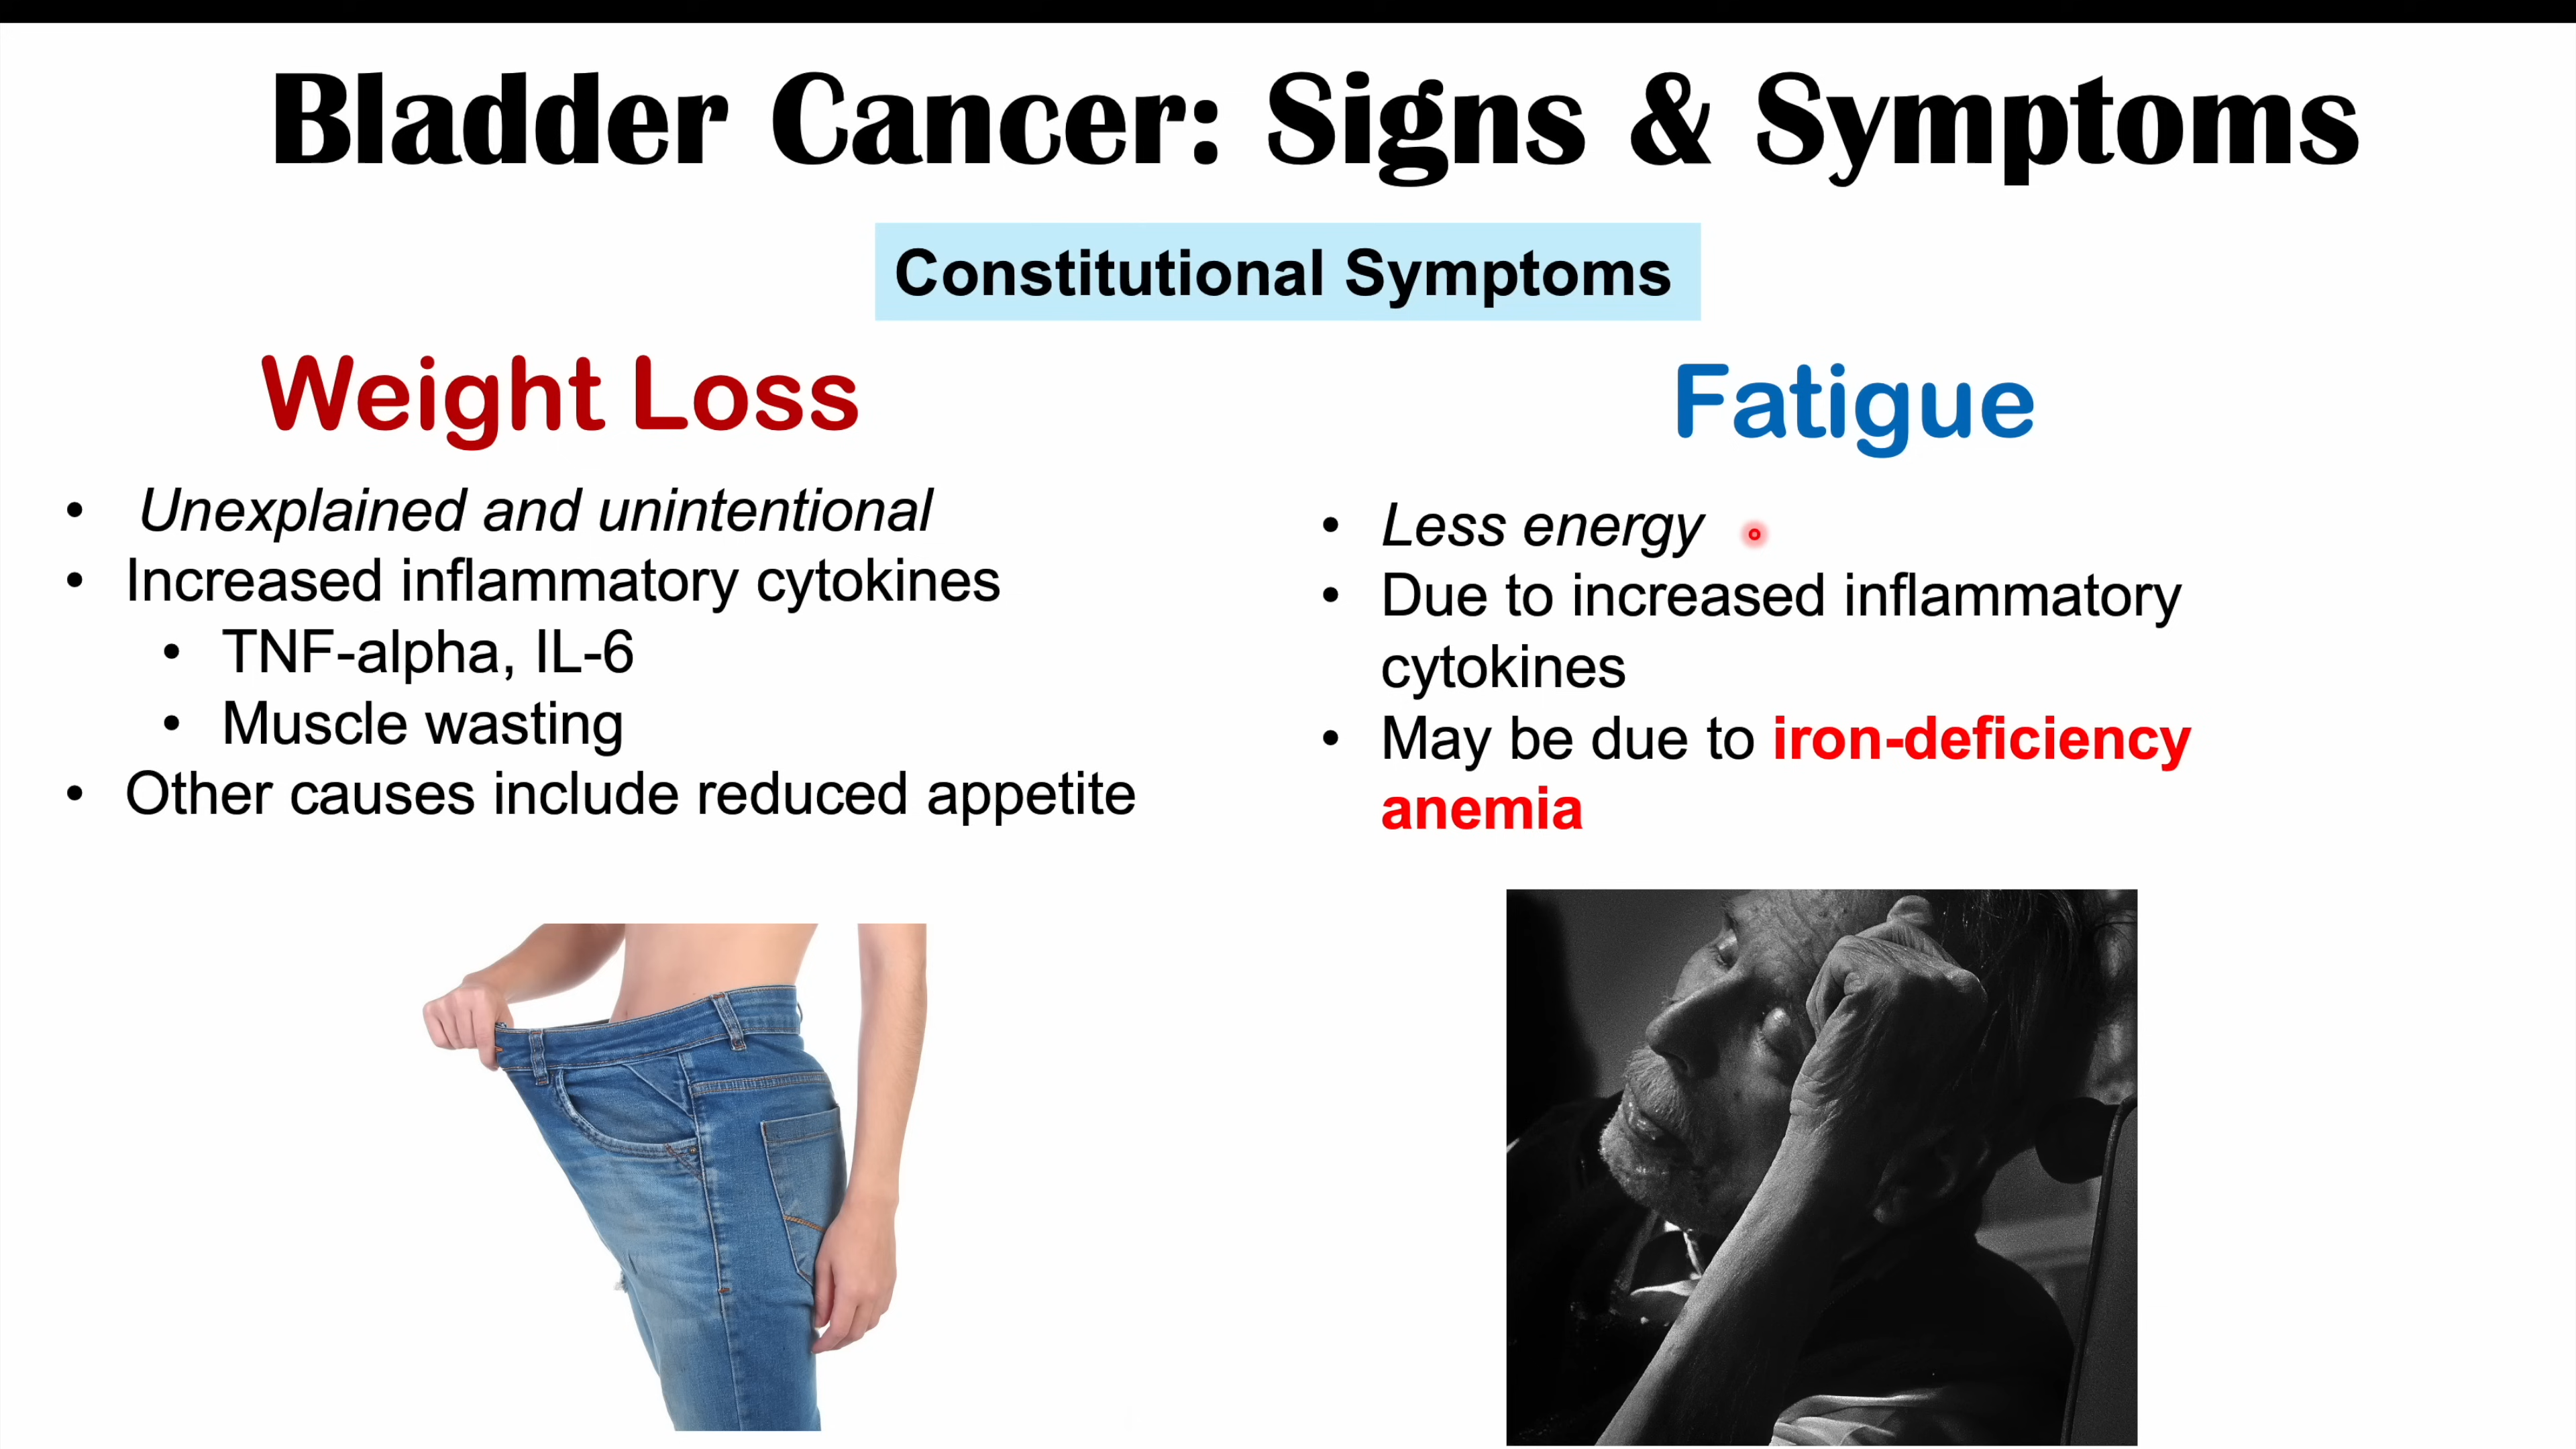 Bladder Cancer: Signs & Symptoms
Constitutional Symptoms
Weight Loss
• Unexplained and unintentional
• Increased inflammatory cytokines
• TNF-alpha, IL-6
• Muscle wasting
• Other causes include reduced appetite
Fatigue
• Less energy
• Due to increased inflammatory
cytokines
• May be due to iron-deficiency
anemia